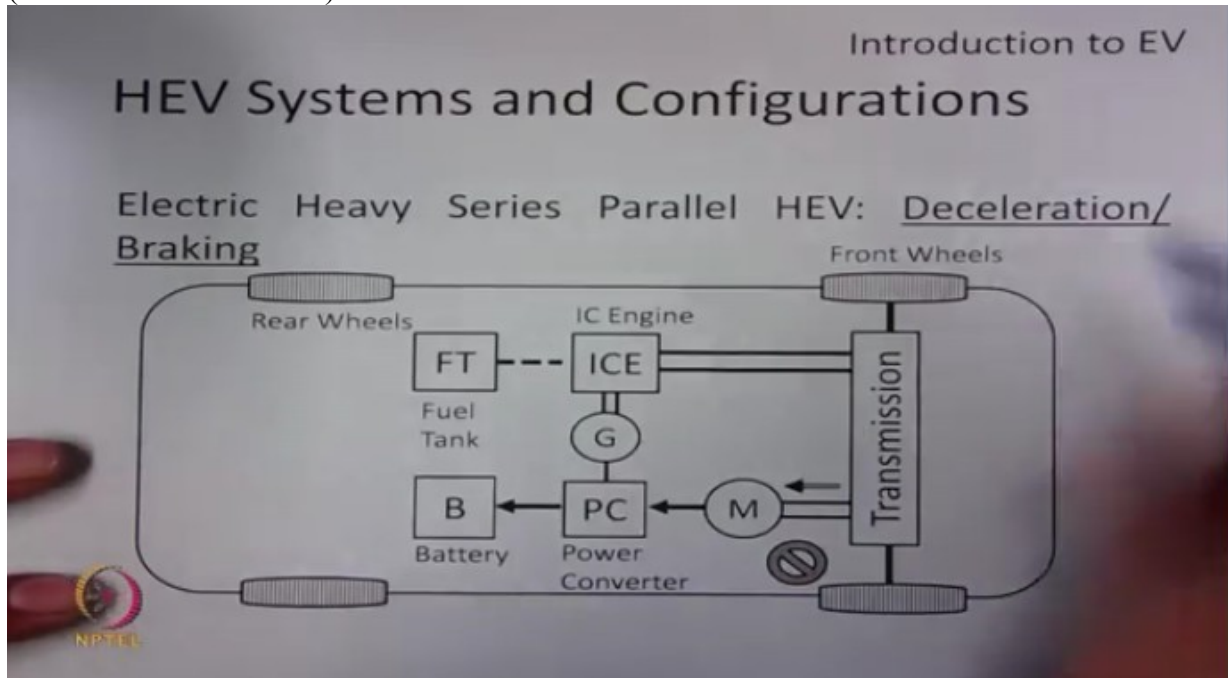 Introduction to EV
HEV Systems and Configurations
Electric Heavy Series Parallel HEV: Deceleration/
Braking
Front Wheels
Rear Wheels
IC Engine
FT
ICE
Fuel
Tank
G
Transmission
B
PC
M
Battery
Power
Converter
NPTEL